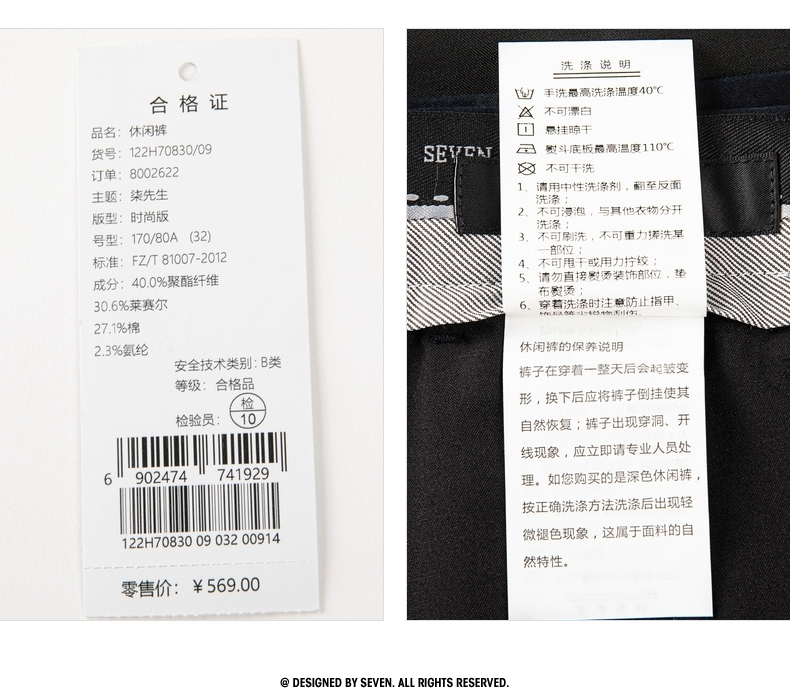 合格证
品名：休闲裤
货号：122H70830/09
订单：8002622
主题：柒先生
版型：时尚版
号型：170/80A （32）
标准：FZ/T 81007-2012
成分：40.0%聚酯纤维
30.6%莱赛尔
27.1%棉
2.3%氨纶
安全技术类别：B类
等级：合格品
检验员：检 10
6 902474 741929
122H70830 09 032 00914
零售价：￥569.00
SEVEN
洗涤说明
手洗最高洗涤温度40℃
不可漂白
悬挂晾干
熨斗底板最高温度110℃
不可干洗
1、请用中性洗涤剂，翻至反面
洗涤；
2、不可浸泡，与其他衣物分开
洗涤；
3、不可刷洗，不可重力搓洗某
一部位；
4、不可甩干或用力拧绞；
5、请勿直接熨烫装饰部位，垫
布熨烫；
6、穿着洗涤时注意防止指甲、
休闲裤的保养说明
裤子在穿着一整天后会起皱变
形，换下后应将裤子倒挂使其
自然恢复；裤子出现穿洞、开
线现象，应立即请专业人员处
理。如您购买的是深色休闲裤，
按正确洗涤方法洗涤后出现轻
微褪色现象，这属于面料的自
然特性。
@ DESIGNED BY SEVEN. ALL RIGHTS RESERVED.